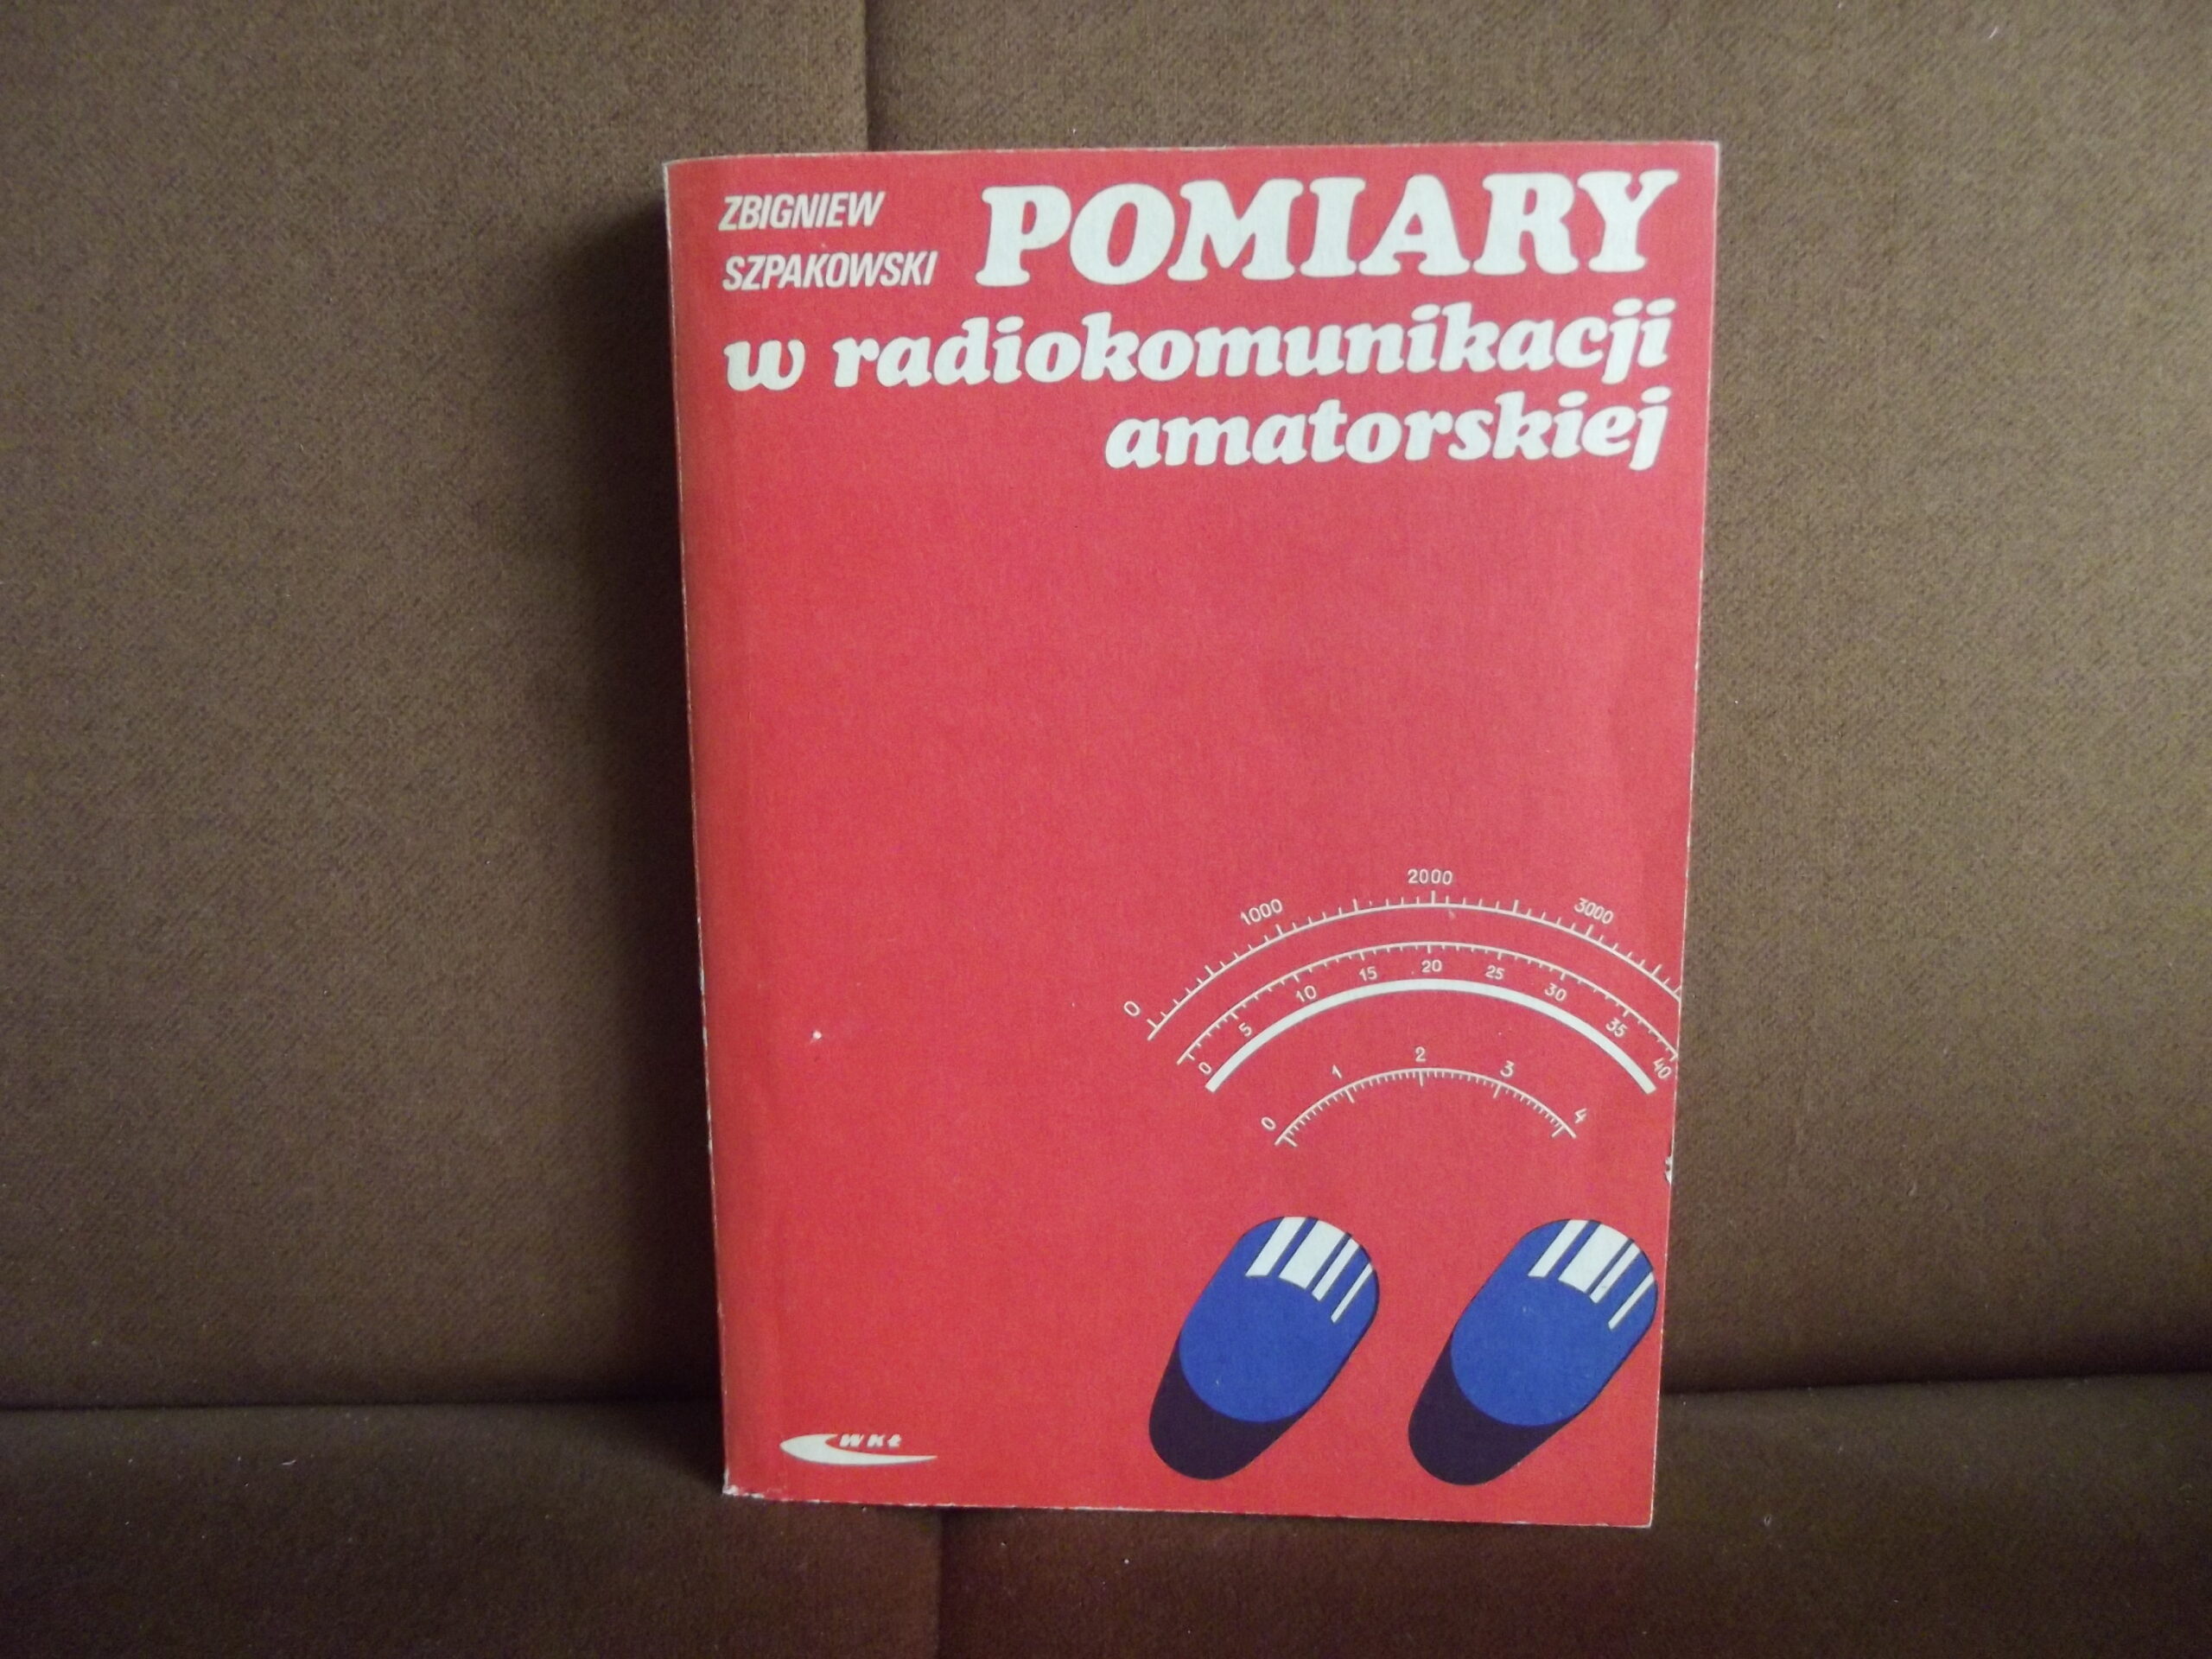 ZBIGNIEW
SZPAKOWSKI
POMIARY
w radiokomunikacji
amatorskiej
0 1000 2000 3000
0 5 10 15 20 25 30 35 40
0 1 2 3 4
WKŁ